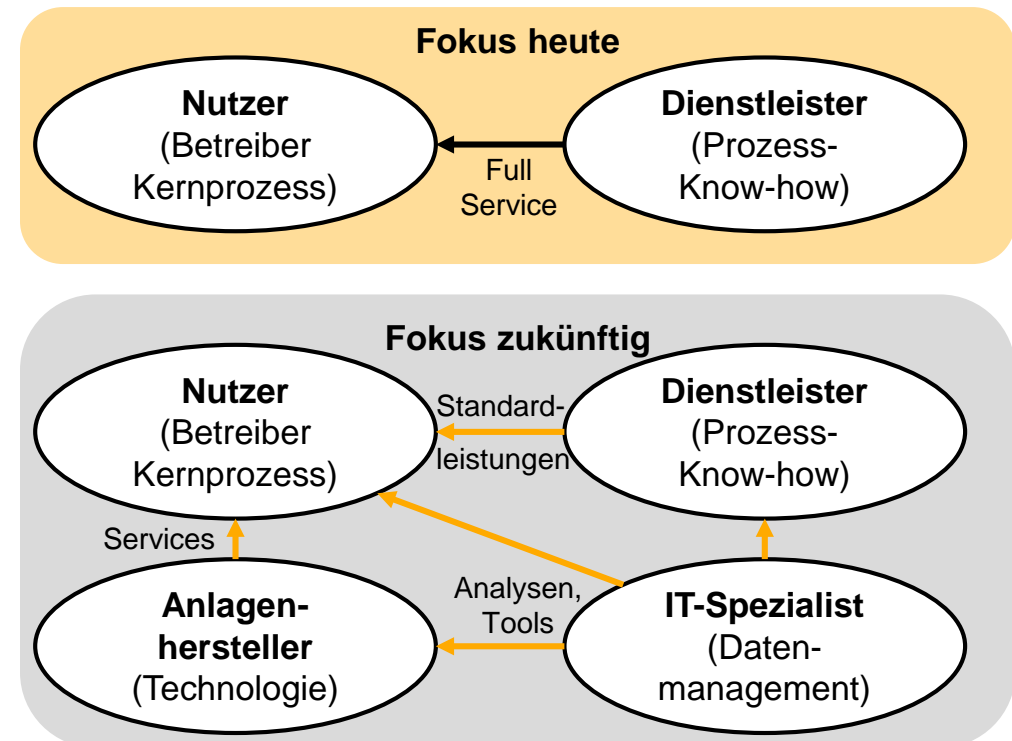 Fokus heute
Nutzer
(Betreiber
Kernprozess)
Full
Service
Dienstleister
(Prozess-
Know-how)
Fokus zukünftig
Nutzer
(Betreiber
Kernprozess)
Standard-
leistungen
Dienstleister
(Prozess-
Know-how)
Services
Anlagen-
hersteller
(Technologie)
Analysen,
Tools
IT-Spezialist
(Daten-
management)